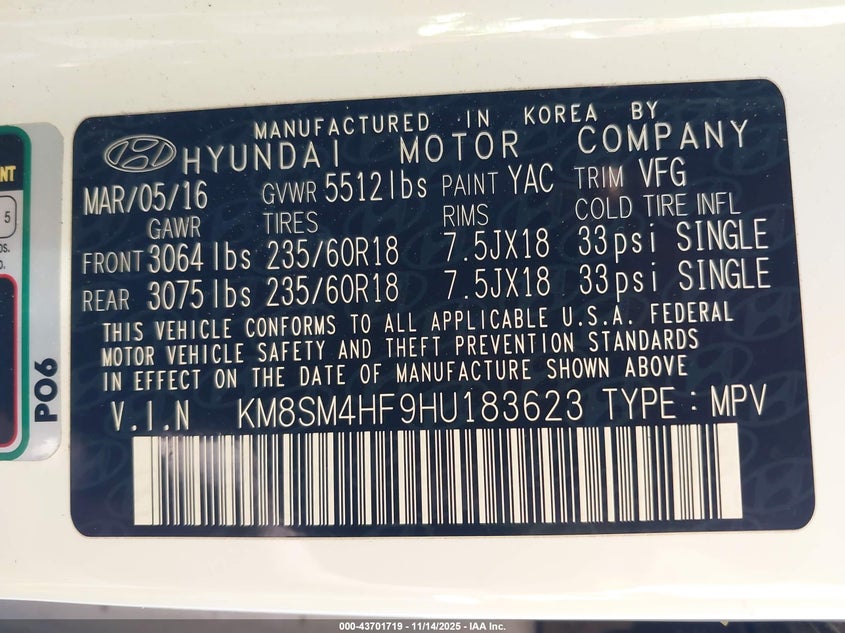 MANUFACTURED IN KOREA BY
HYUNDAI MOTOR COMPANY
MAR/05/16 GVWR 5512lbs PAINT YAC TRIM VFG
GAWR TIRES RIMS COLD TIRE INFL
FRONT 3064 lbs 235/60R18 7.5JX18 33psi SINGLE
REAR 3075 lbs 235/60R18 7.5JX18 33psi SINGLE
THIS VEHICLE CONFORMS TO ALL APPLICABLE U.S.A. FEDERAL
MOTOR VEHICLE SAFETY AND THEFT PREVENTION STANDARDS
IN EFFECT ON THE DATE OF MANUFACTURE SHOWN ABOVE
V.I.N KM8SM4HF9HU183623 TYPE : MPV
5
P06
000-43701719 - 11/14/2025 - IAA Inc.